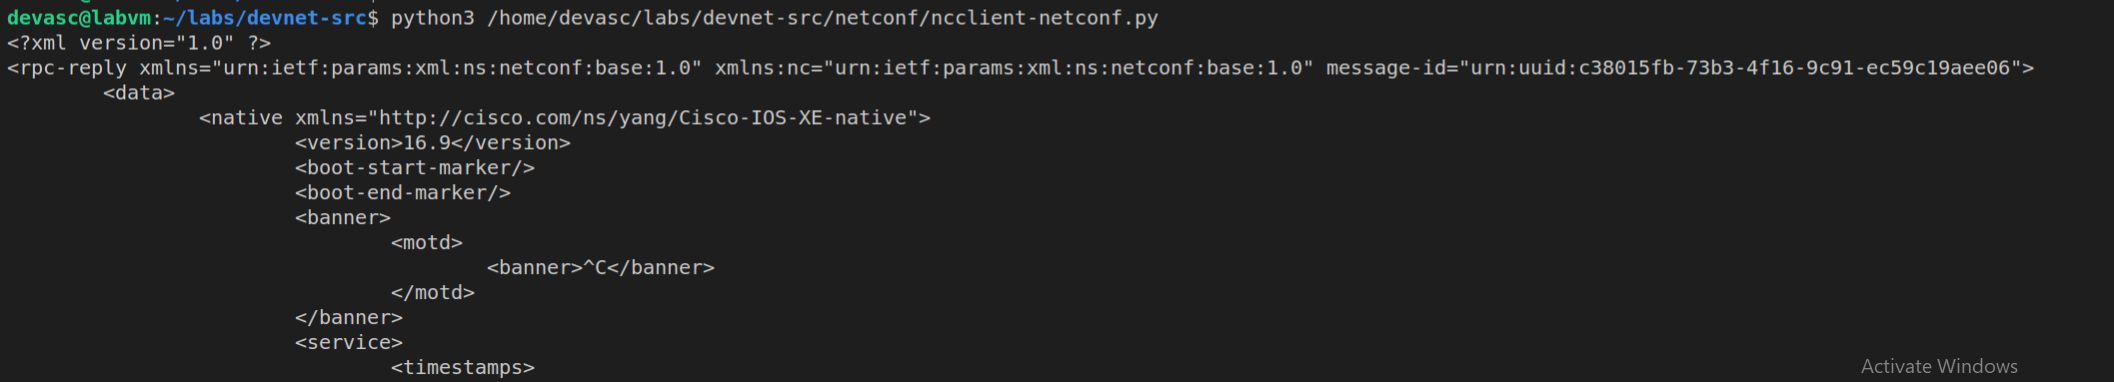 devasc@labvm:~/labs/devnet-src$ python3 /home/devasc/labs/devnet-src/netconf/ncclient-netconf.py
<?xml version="1.0" ?>
<rpc-reply xmlns="urn:ietf:params:xml:ns:netconf:base:1.0" xmlns:nc="urn:ietf:params:xml:ns:netconf:base:1.0" message-id="urn:uuid:c38015fb-73b3-4f16-9c91-ec59c19aee06">
        <data>
                <native xmlns="http://cisco.com/ns/yang/Cisco-IOS-XE-native">
                        <version>16.9</version>
                        <boot-start-marker/>
                        <boot-end-marker/>
                        <banner>
                                <motd>
                                        <banner>^C</banner>
                                </motd>
                        </banner>
                        <service>
                                <timestamps>
Activate Windows